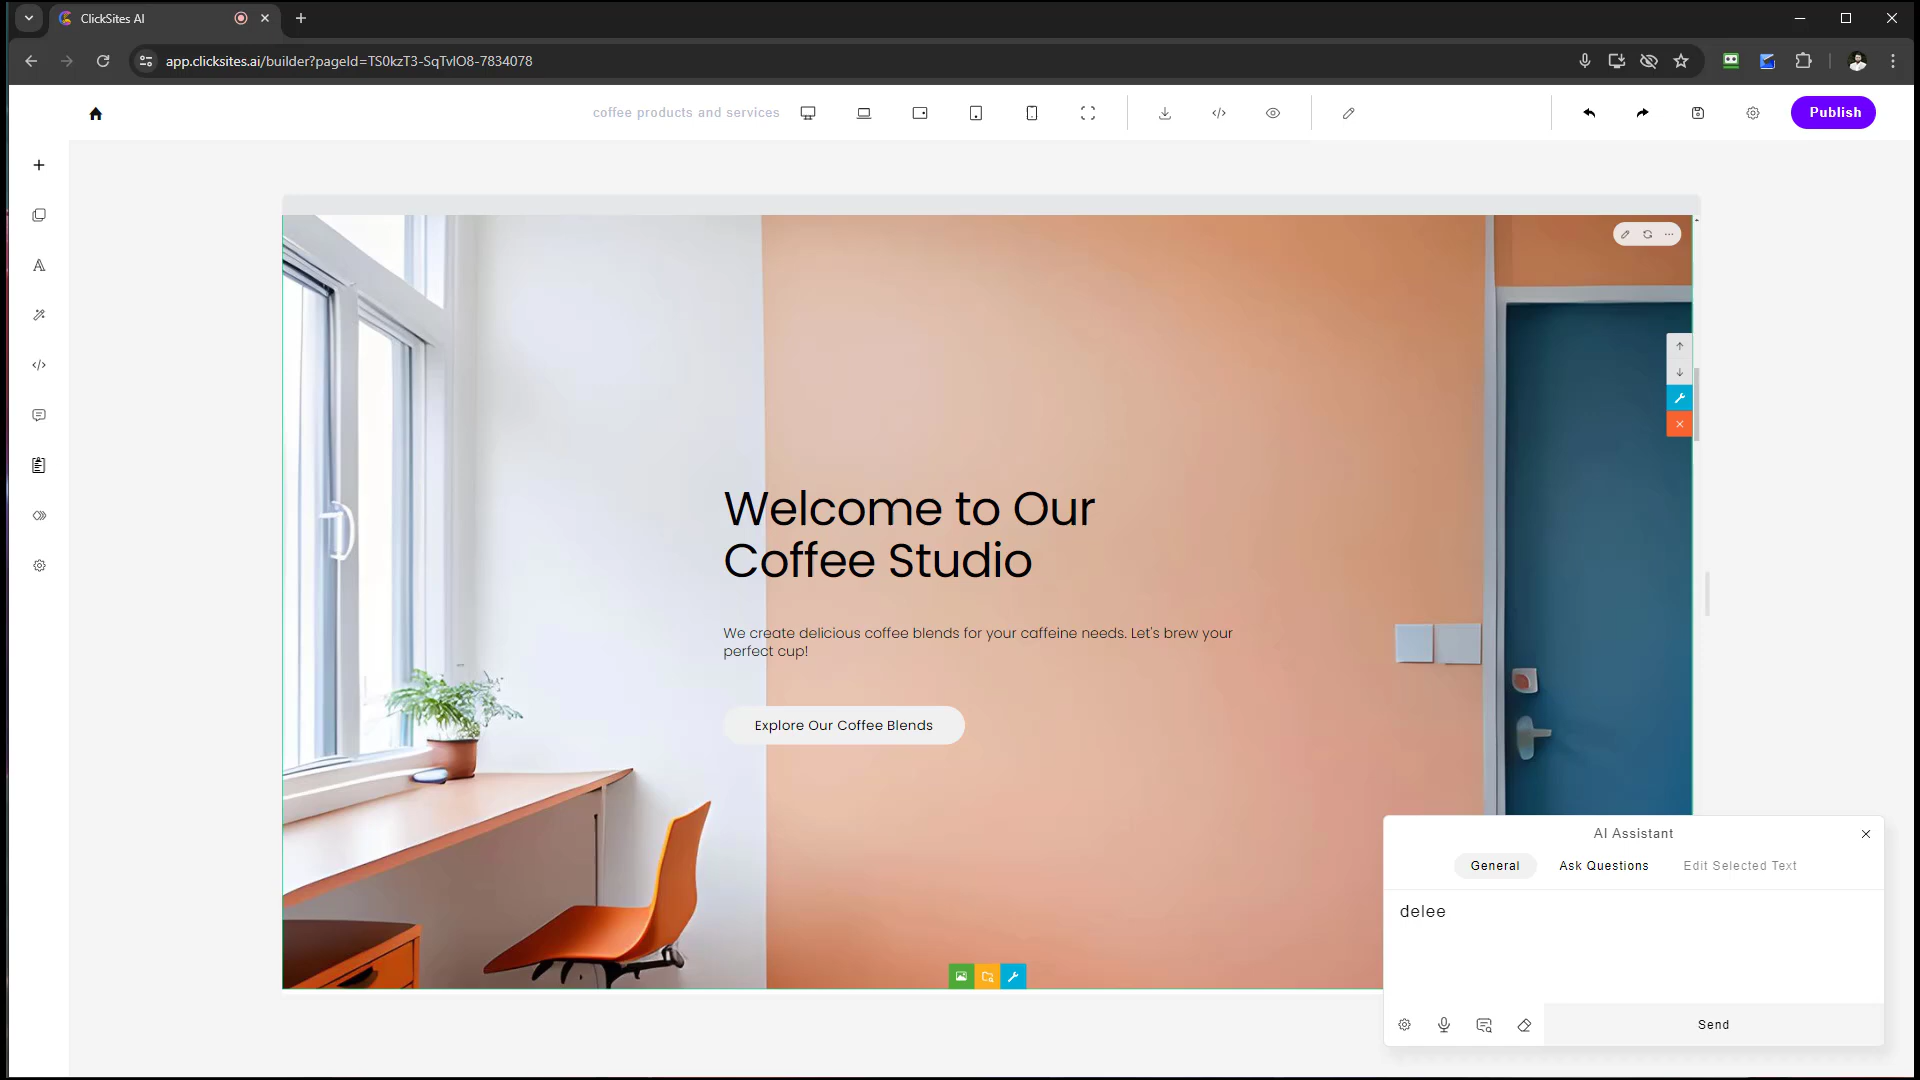 ClickSites AI
app.clicksites.ai/builder?pageId=TS0kzT3-SqTvlO8-7834078
coffee products and services
Publish
Welcome to Our
Coffee Studio
We create delicious coffee blends for your caffeine needs. Let's brew your
perfect cup!
Explore Our Coffee Blends
AI Assistant
General
Ask Questions
Edit Selected Text
delee
Send